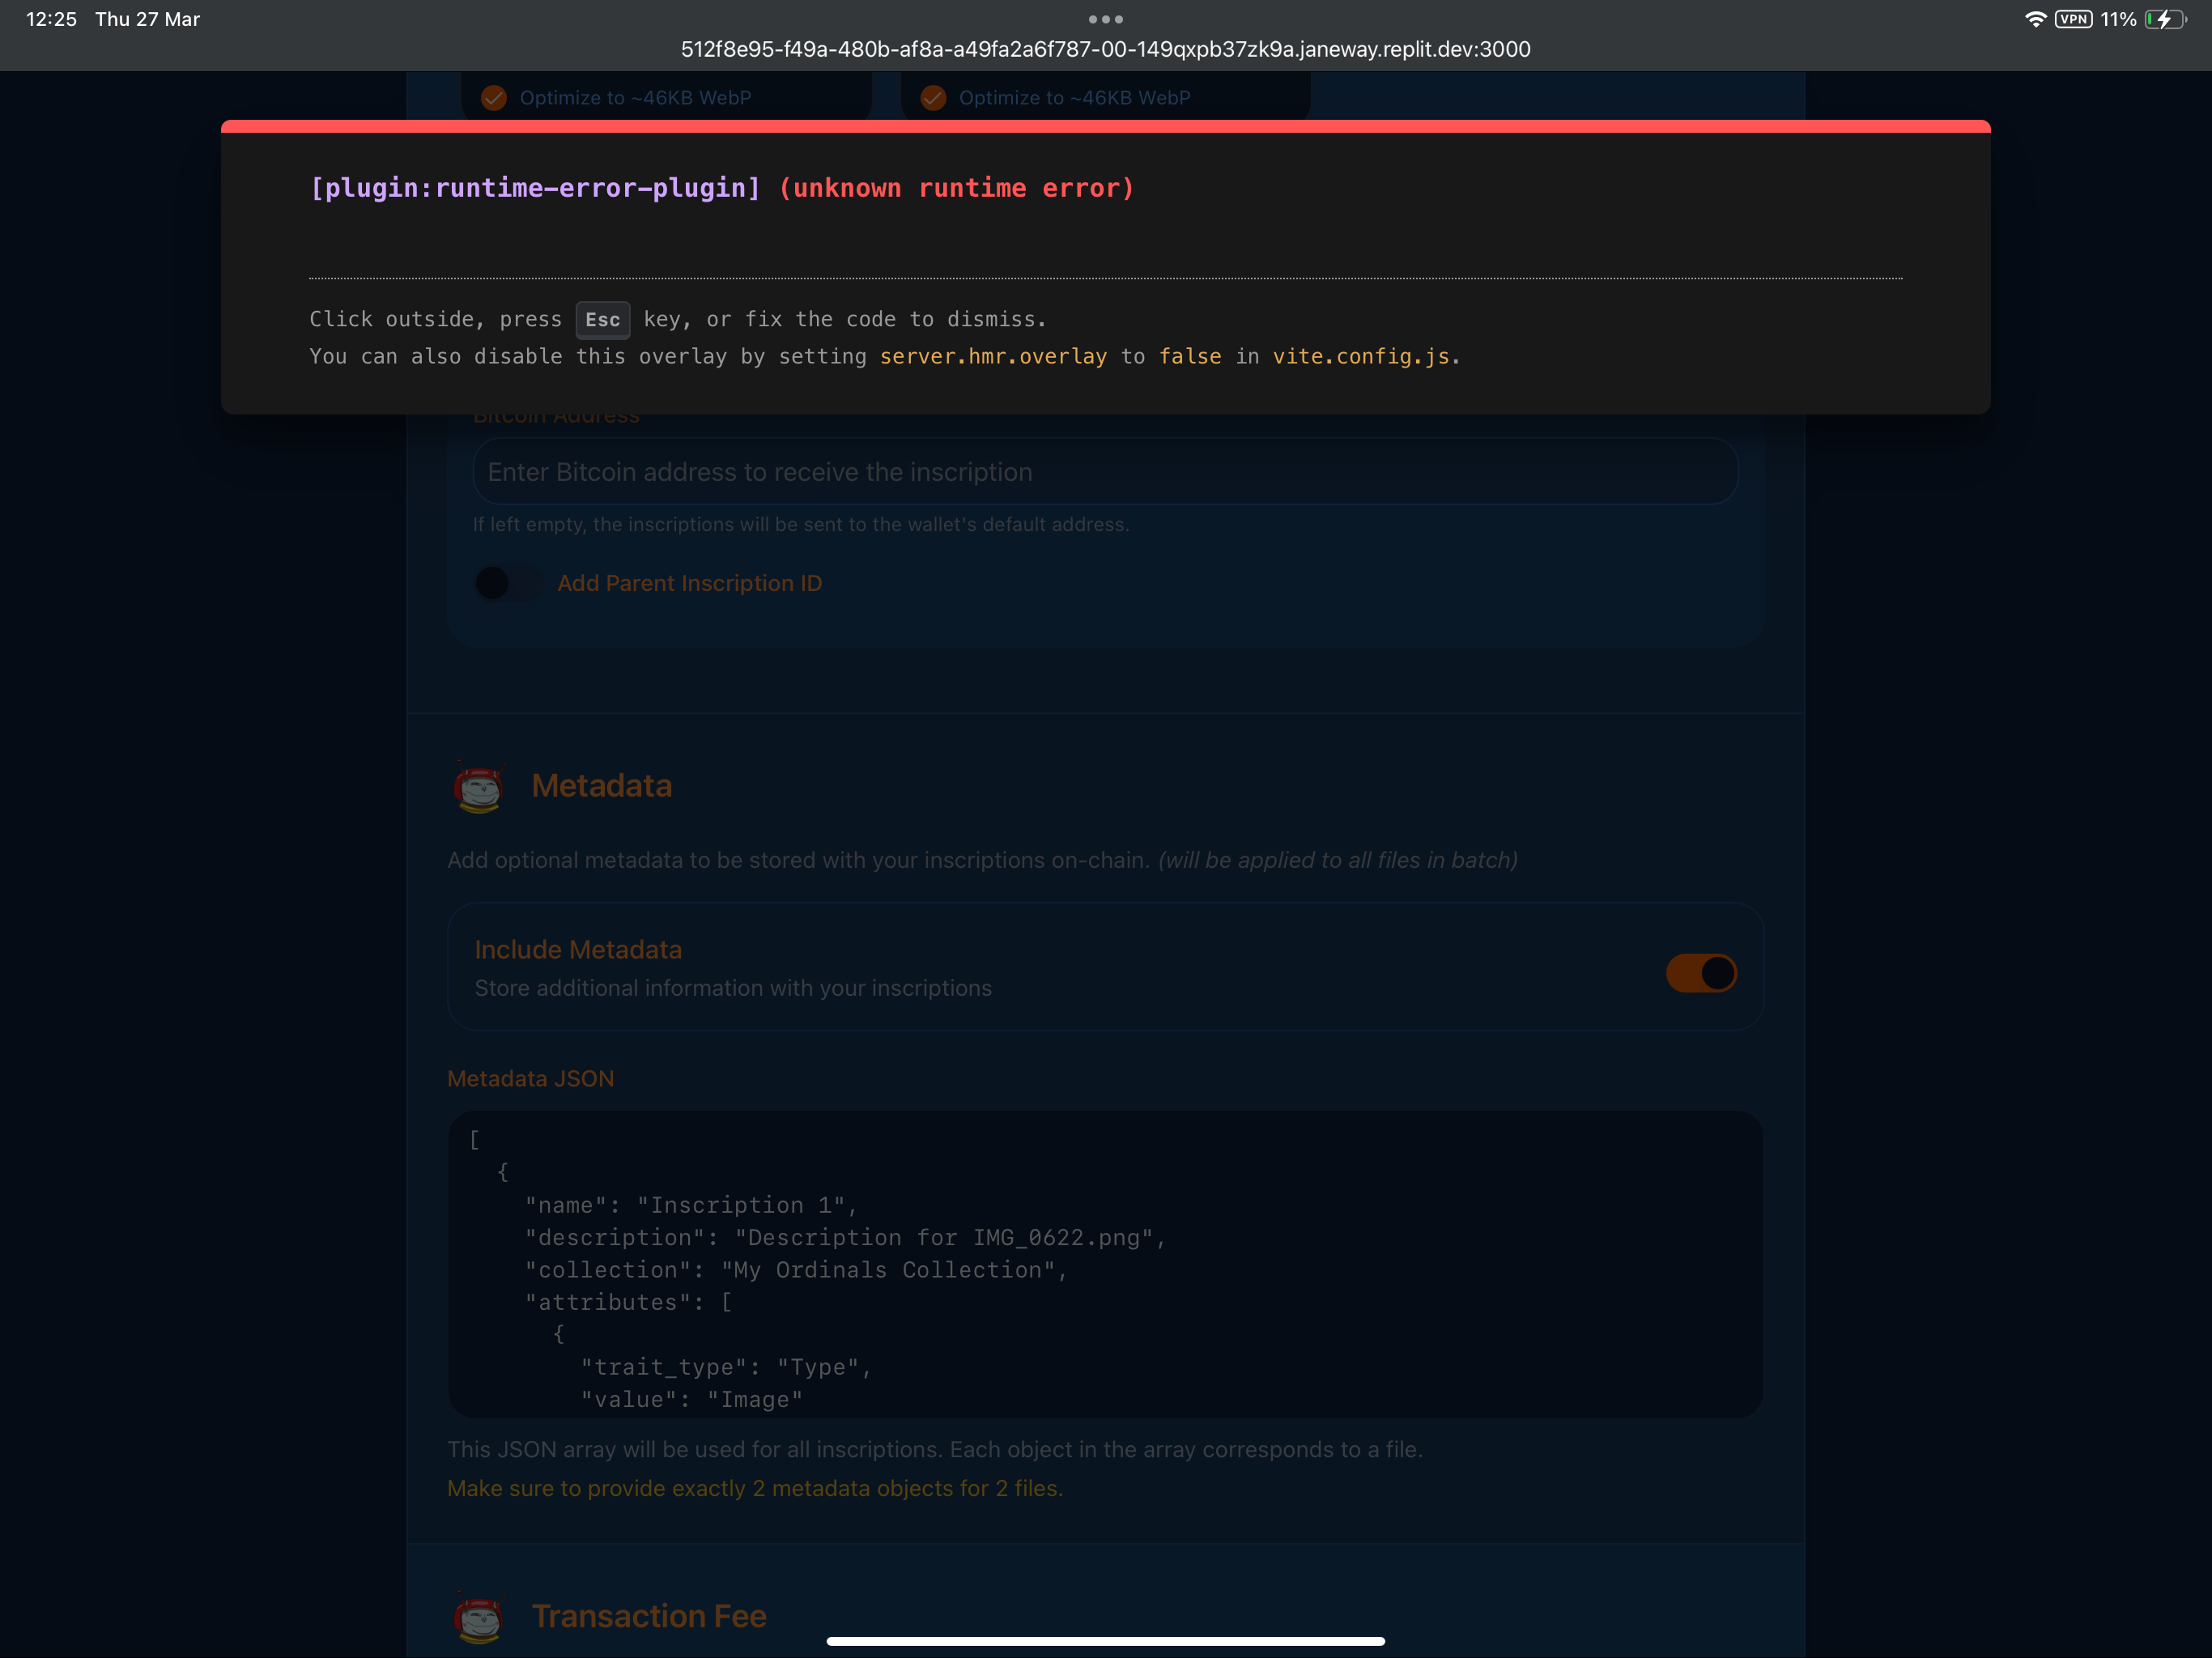 12:25 Thu 27 Mar
VPN 11%
512f8e95-f49a-480b-af8a-a49fa2a6f787-00-149qxpb37zk9a.janeway.replit.dev:3000
Optimize to ~46KB WebP Optimize to ~46KB WebP
[plugin:runtime-error-plugin] (unknown runtime error)
Click outside, press Esc key, or fix the code to dismiss.
You can also disable this overlay by setting server.hmr.overlay to false in vite.config.js.
Bitcoin Address
Enter Bitcoin address to receive the inscription
If left empty, the inscriptions will be sent to the wallet's default address.
Add Parent Inscription ID
Metadata
Add optional metadata to be stored with your inscriptions on-chain. (will be applied to all files in batch)
Include Metadata
Store additional information with your inscriptions
Metadata JSON
[
{
"name": "Inscription 1",
"description": "Description for IMG_0622.png",
"collection": "My Ordinals Collection",
"attributes": [
{
"trait_type": "Type",
"value": "Image"
This JSON array will be used for all inscriptions. Each object in the array corresponds to a file.
Make sure to provide exactly 2 metadata objects for 2 files.
Transaction Fee